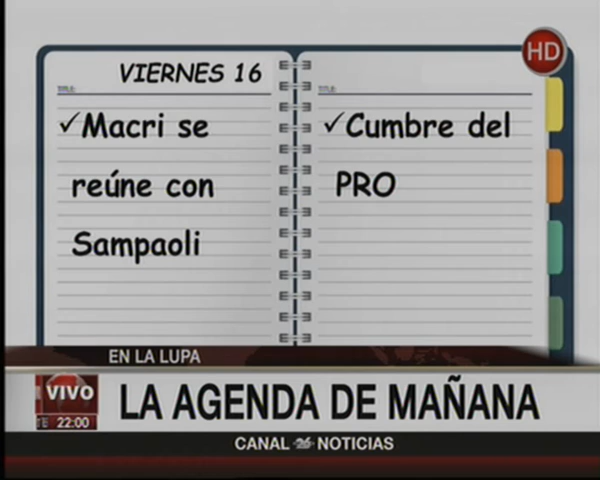 HD
VIERNES 16
TITLE:
TITLE:
✓Macri se
reúne con
Sampaoli
✓Cumbre del
PRO
EN LA LUPA
VIVO
22:00
LA AGENDA DE MAÑANA
CANAL 26 NOTICIAS